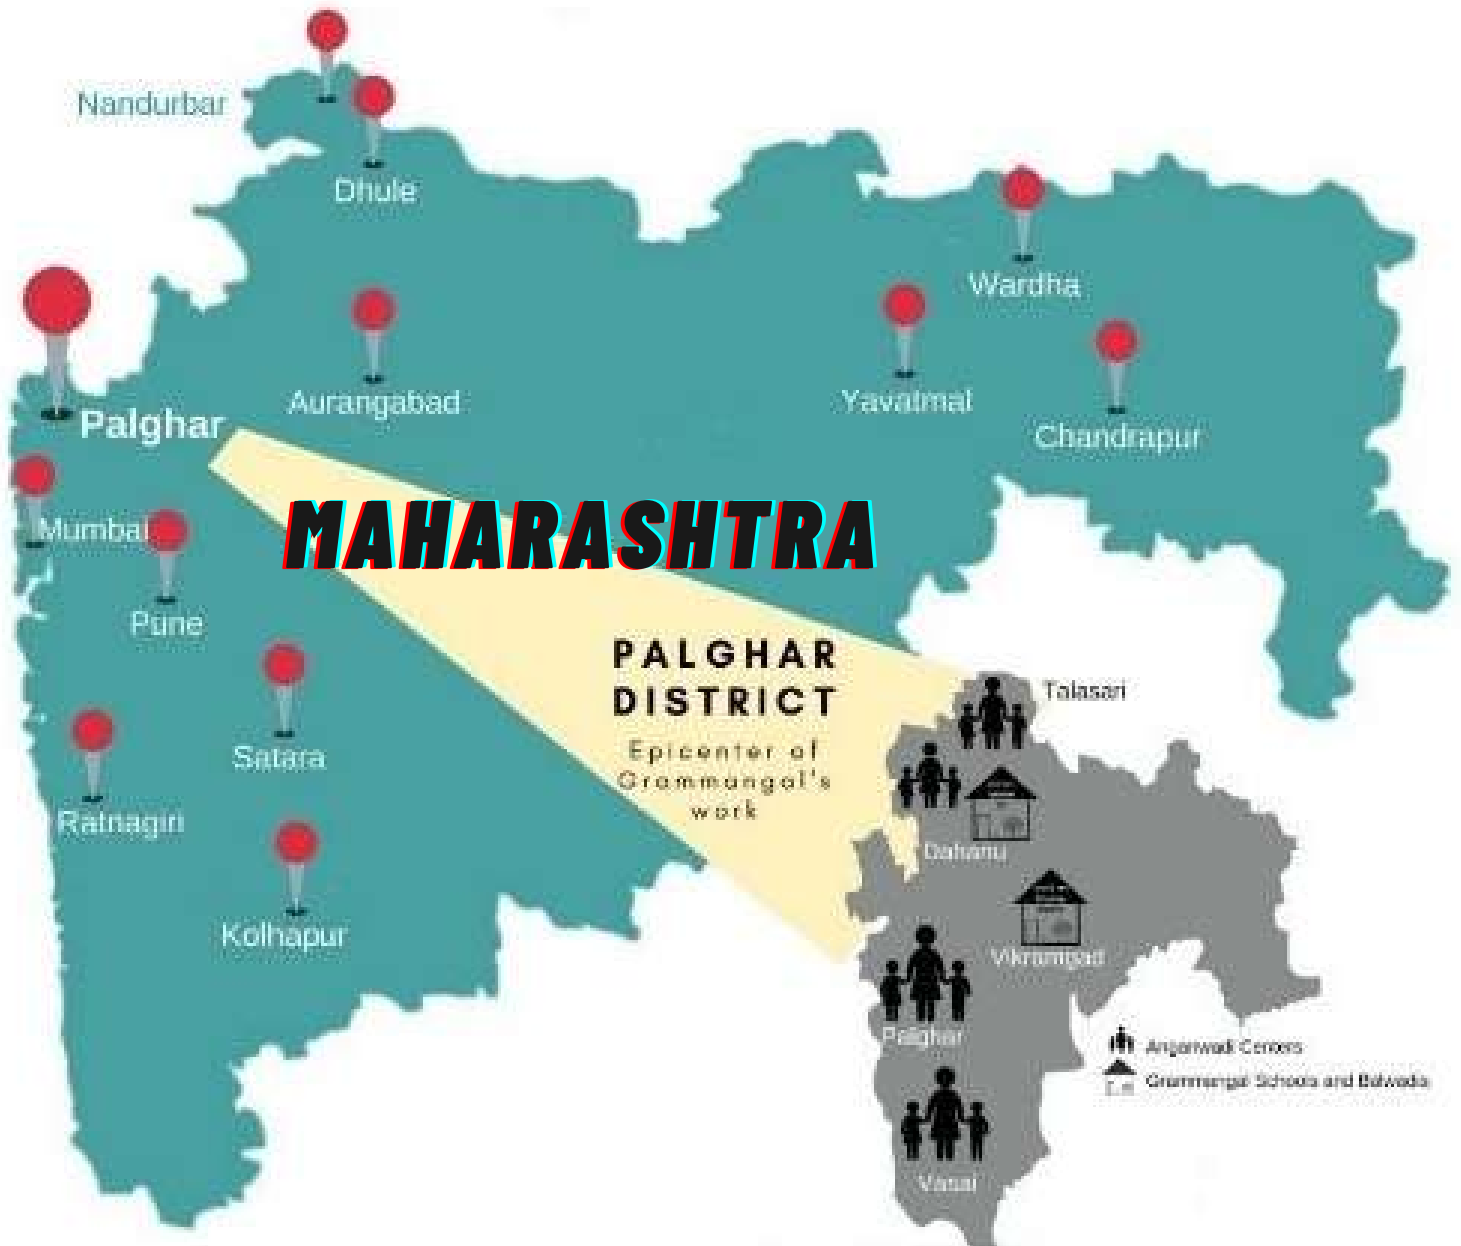 Nandurbar
Dhule
Wardha
Aurangabad
Yavatmal
Palghar
Chandrapur
MAHARASHTRA
Mumbai
Pune
PALGHAR
DISTRICT
Epicenter of
Grammangal's
work
Talasari
Satara
Ratnagiri
Dahanu
Kolhapur
Vikramgad
Palghar
Anganwadi Centers
Grammangal Schools and Balwadis
Vasai